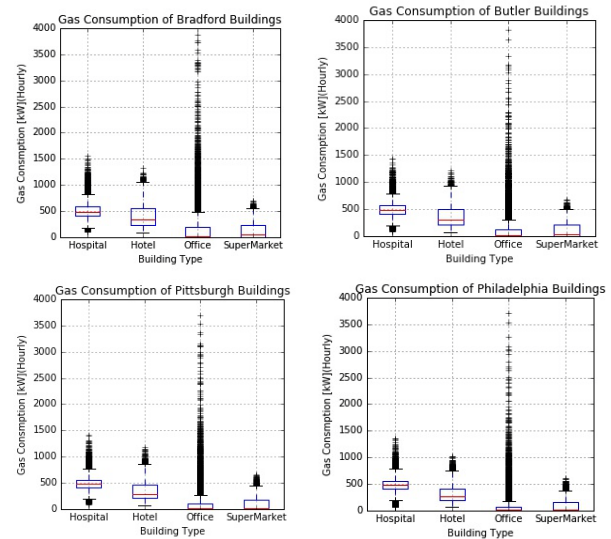 Gas Consumption of Bradford Buildings
4000
3500
3000
2500
2000
1500
1000
500
0
Gas Consmption [kW](Hourly)
Hospital Hotel Office SuperMarket
Building Type
Gas Consumption of Butler Buildings
4000
3500
3000
2500
2000
1500
1000
500
0
Gas Consmption [kW](Hourly)
Hospital Hotel Office SuperMarket
Building Type
Gas Consumption of Pittsburgh Buildings
4000
3500
3000
2500
2000
1500
1000
500
0
Gas Consmption [kW](Hourly)
Hospital Hotel Office SuperMarket
Building Type
Gas Consumption of Philadelphia Buildings
4000
3500
3000
2500
2000
1500
1000
500
0
Gas Consmption [kW](Hourly)
Hospital Hotel Office SuperMarket
Building Type